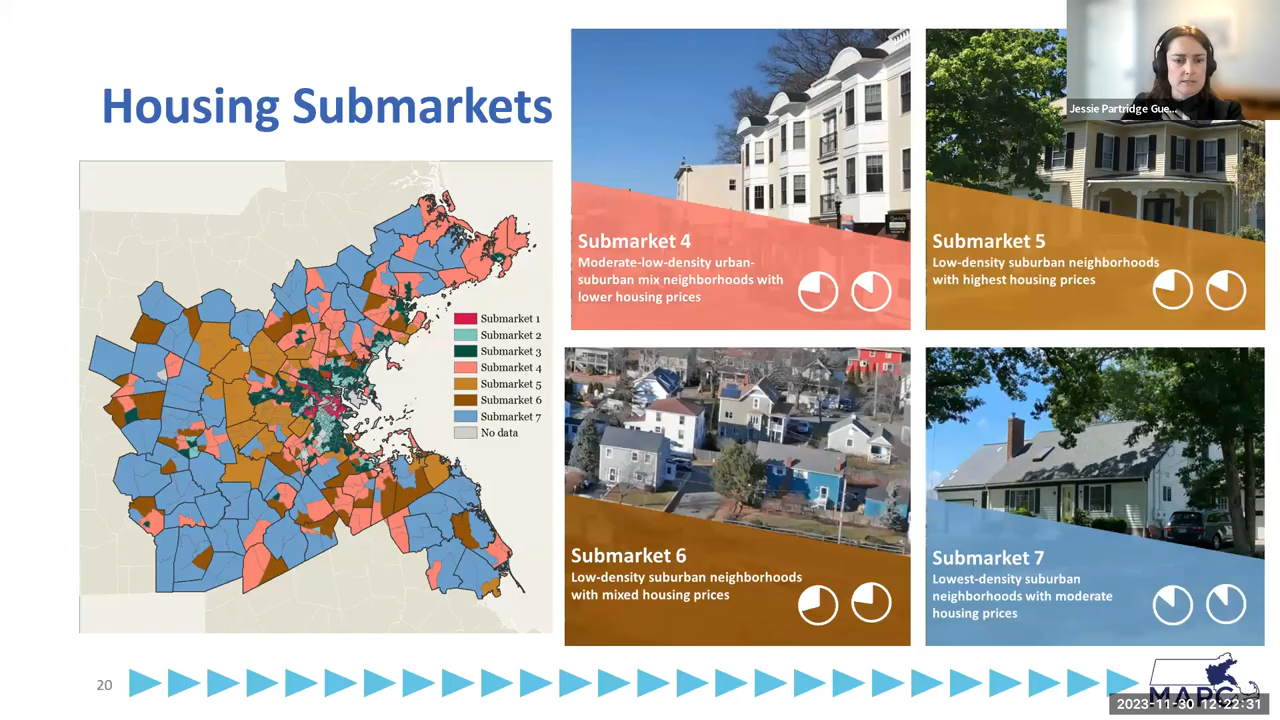 Housing Submarkets
Submarket 1
Submarket 2
Submarket 3
Submarket 4
Submarket 5
Submarket 6
Submarket 7
No data
Submarket 4
Moderate-low-density urban-
suburban mix neighborhoods with
lower housing prices
Jessie Partridge Gue...
Submarket 5
Low-density suburban neighborhoods
with highest housing prices
Submarket 6
Low-density suburban neighborhoods
with mixed housing prices
Submarket 7
Lowest-density suburban
neighborhoods with moderate
housing prices
20
MAPC
2023-11-30 12:22:31